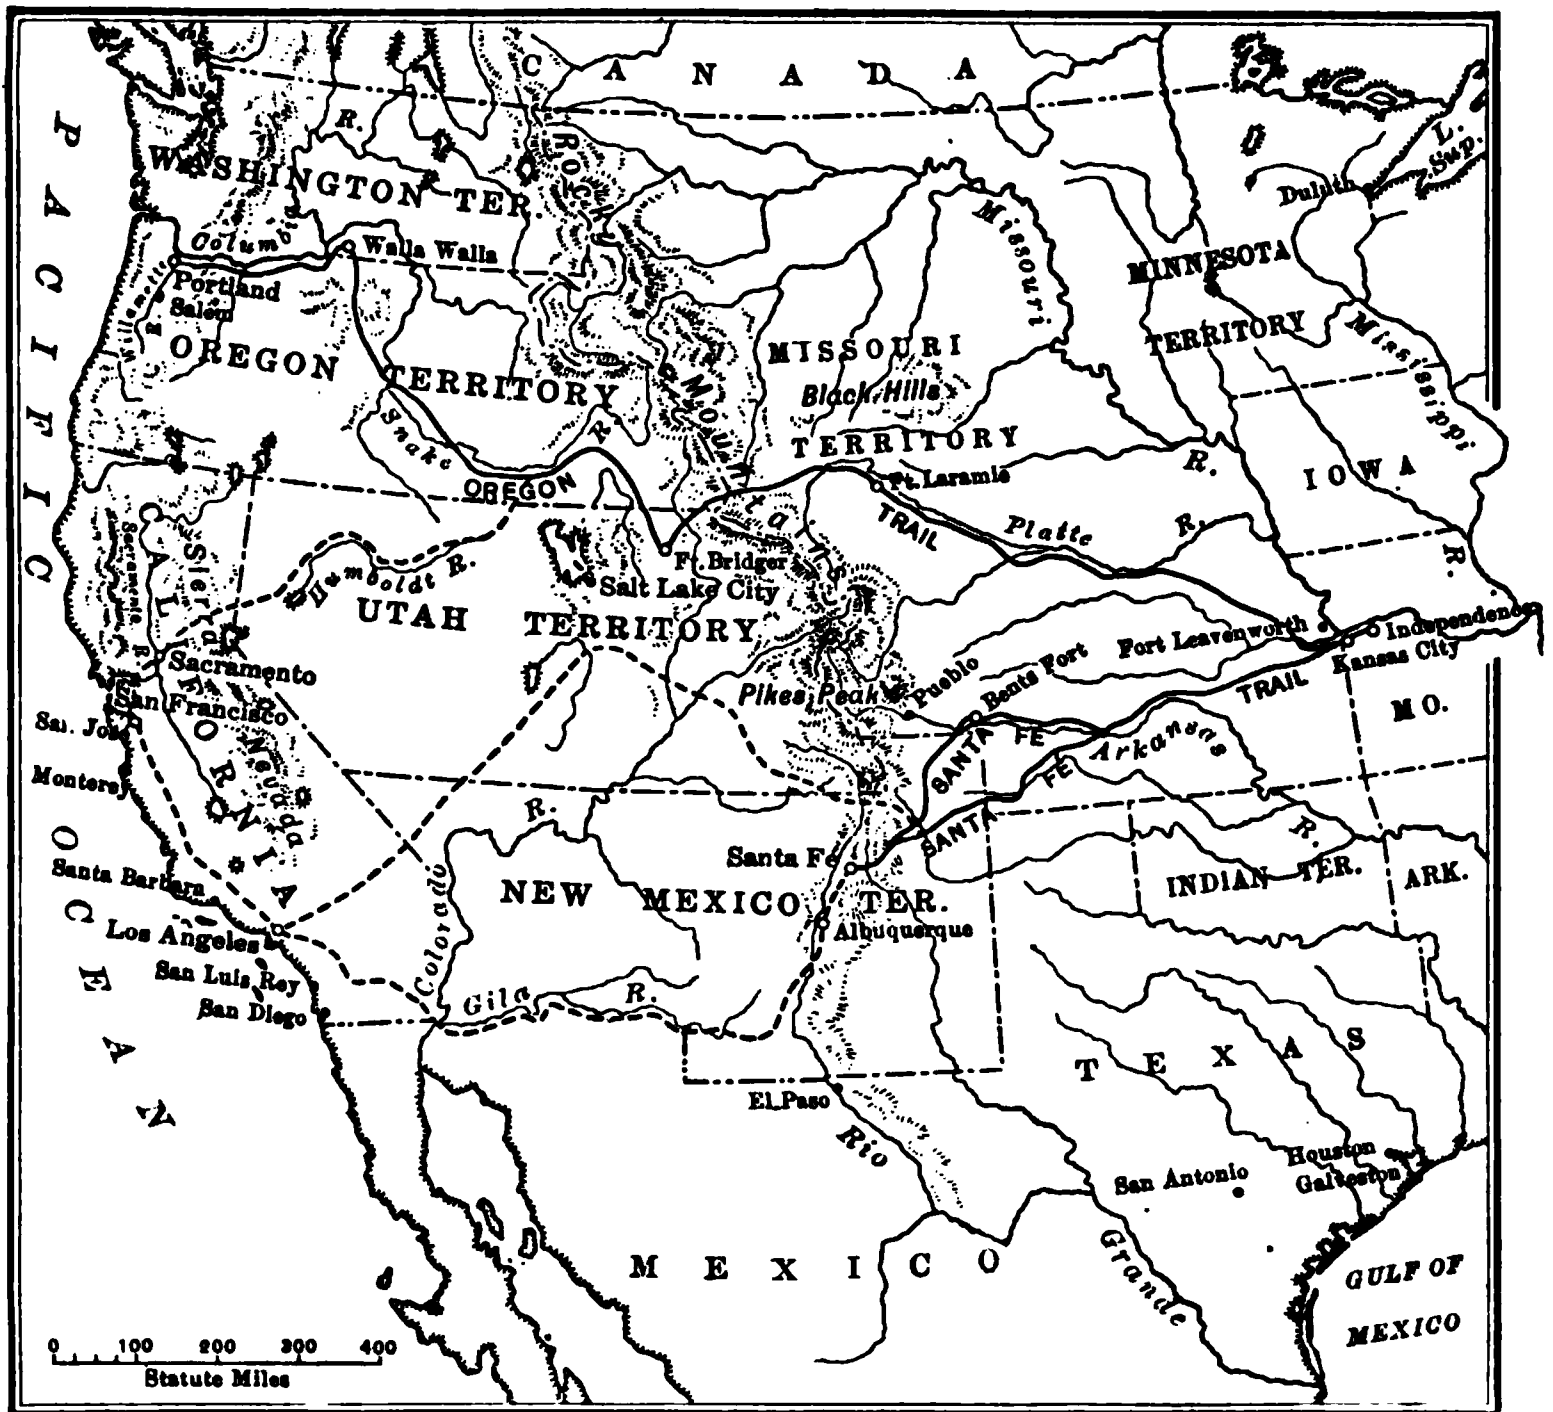 CANADA
PACIFIC OCEAN
R.
WASHINGTON TER.
Rocky Mountains
L. Sup.
Duluth
Columbia
Walla Walla
Missouri
MINNESOTA
TERRITORY
Portland
Salem
Willamette
R.
OREGON TERRITORY
MISSOURI
TERRITORY
Black Hills
Mississippi
R.
Snake
R.
OREGON
TRAIL
Ft. Laramie
R.
IOWA
Platte
R.
CALIFORNIA
Sierra Nevada
Sacramento
R.
Humboldt R.
Ft. Bridger
Salt Lake City
UTAH TERRITORY
Sacramento
San Francisco
San Jose
Monterey
Pikes Peak
Pueblo
Bents Fort
Fort Leavenworth
Independence
Kansas City
TRAIL
MO.
SANTA FE
SANTA FE
Arkansas
R.
R.
Colorado
Santa Fe
NEW MEXICO TER.
Albuquerque
INDIAN TER.
ARK.
Santa Barbara
Los Angeles
San Luis Rey
San Diego
Gila R.
TEXAS
El Paso
Rio Grande
San Antonio
Houston
Galveston
MEXICO
GULF OF
MEXICO
0 100 200 300 400
Statute Miles